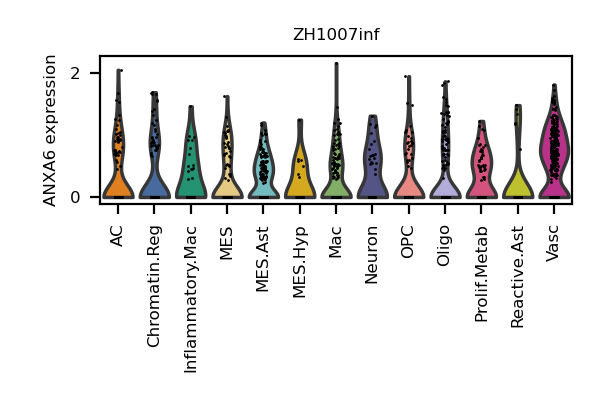 ZH1007inf
ANXA6 expression
2
0
AC
Chromatin.Reg
Inflammatory.Mac
MES
MES.Ast
MES.Hyp
Mac
Neuron
OPC
Oligo
Prolif.Metab
Reactive.Ast
Vasc